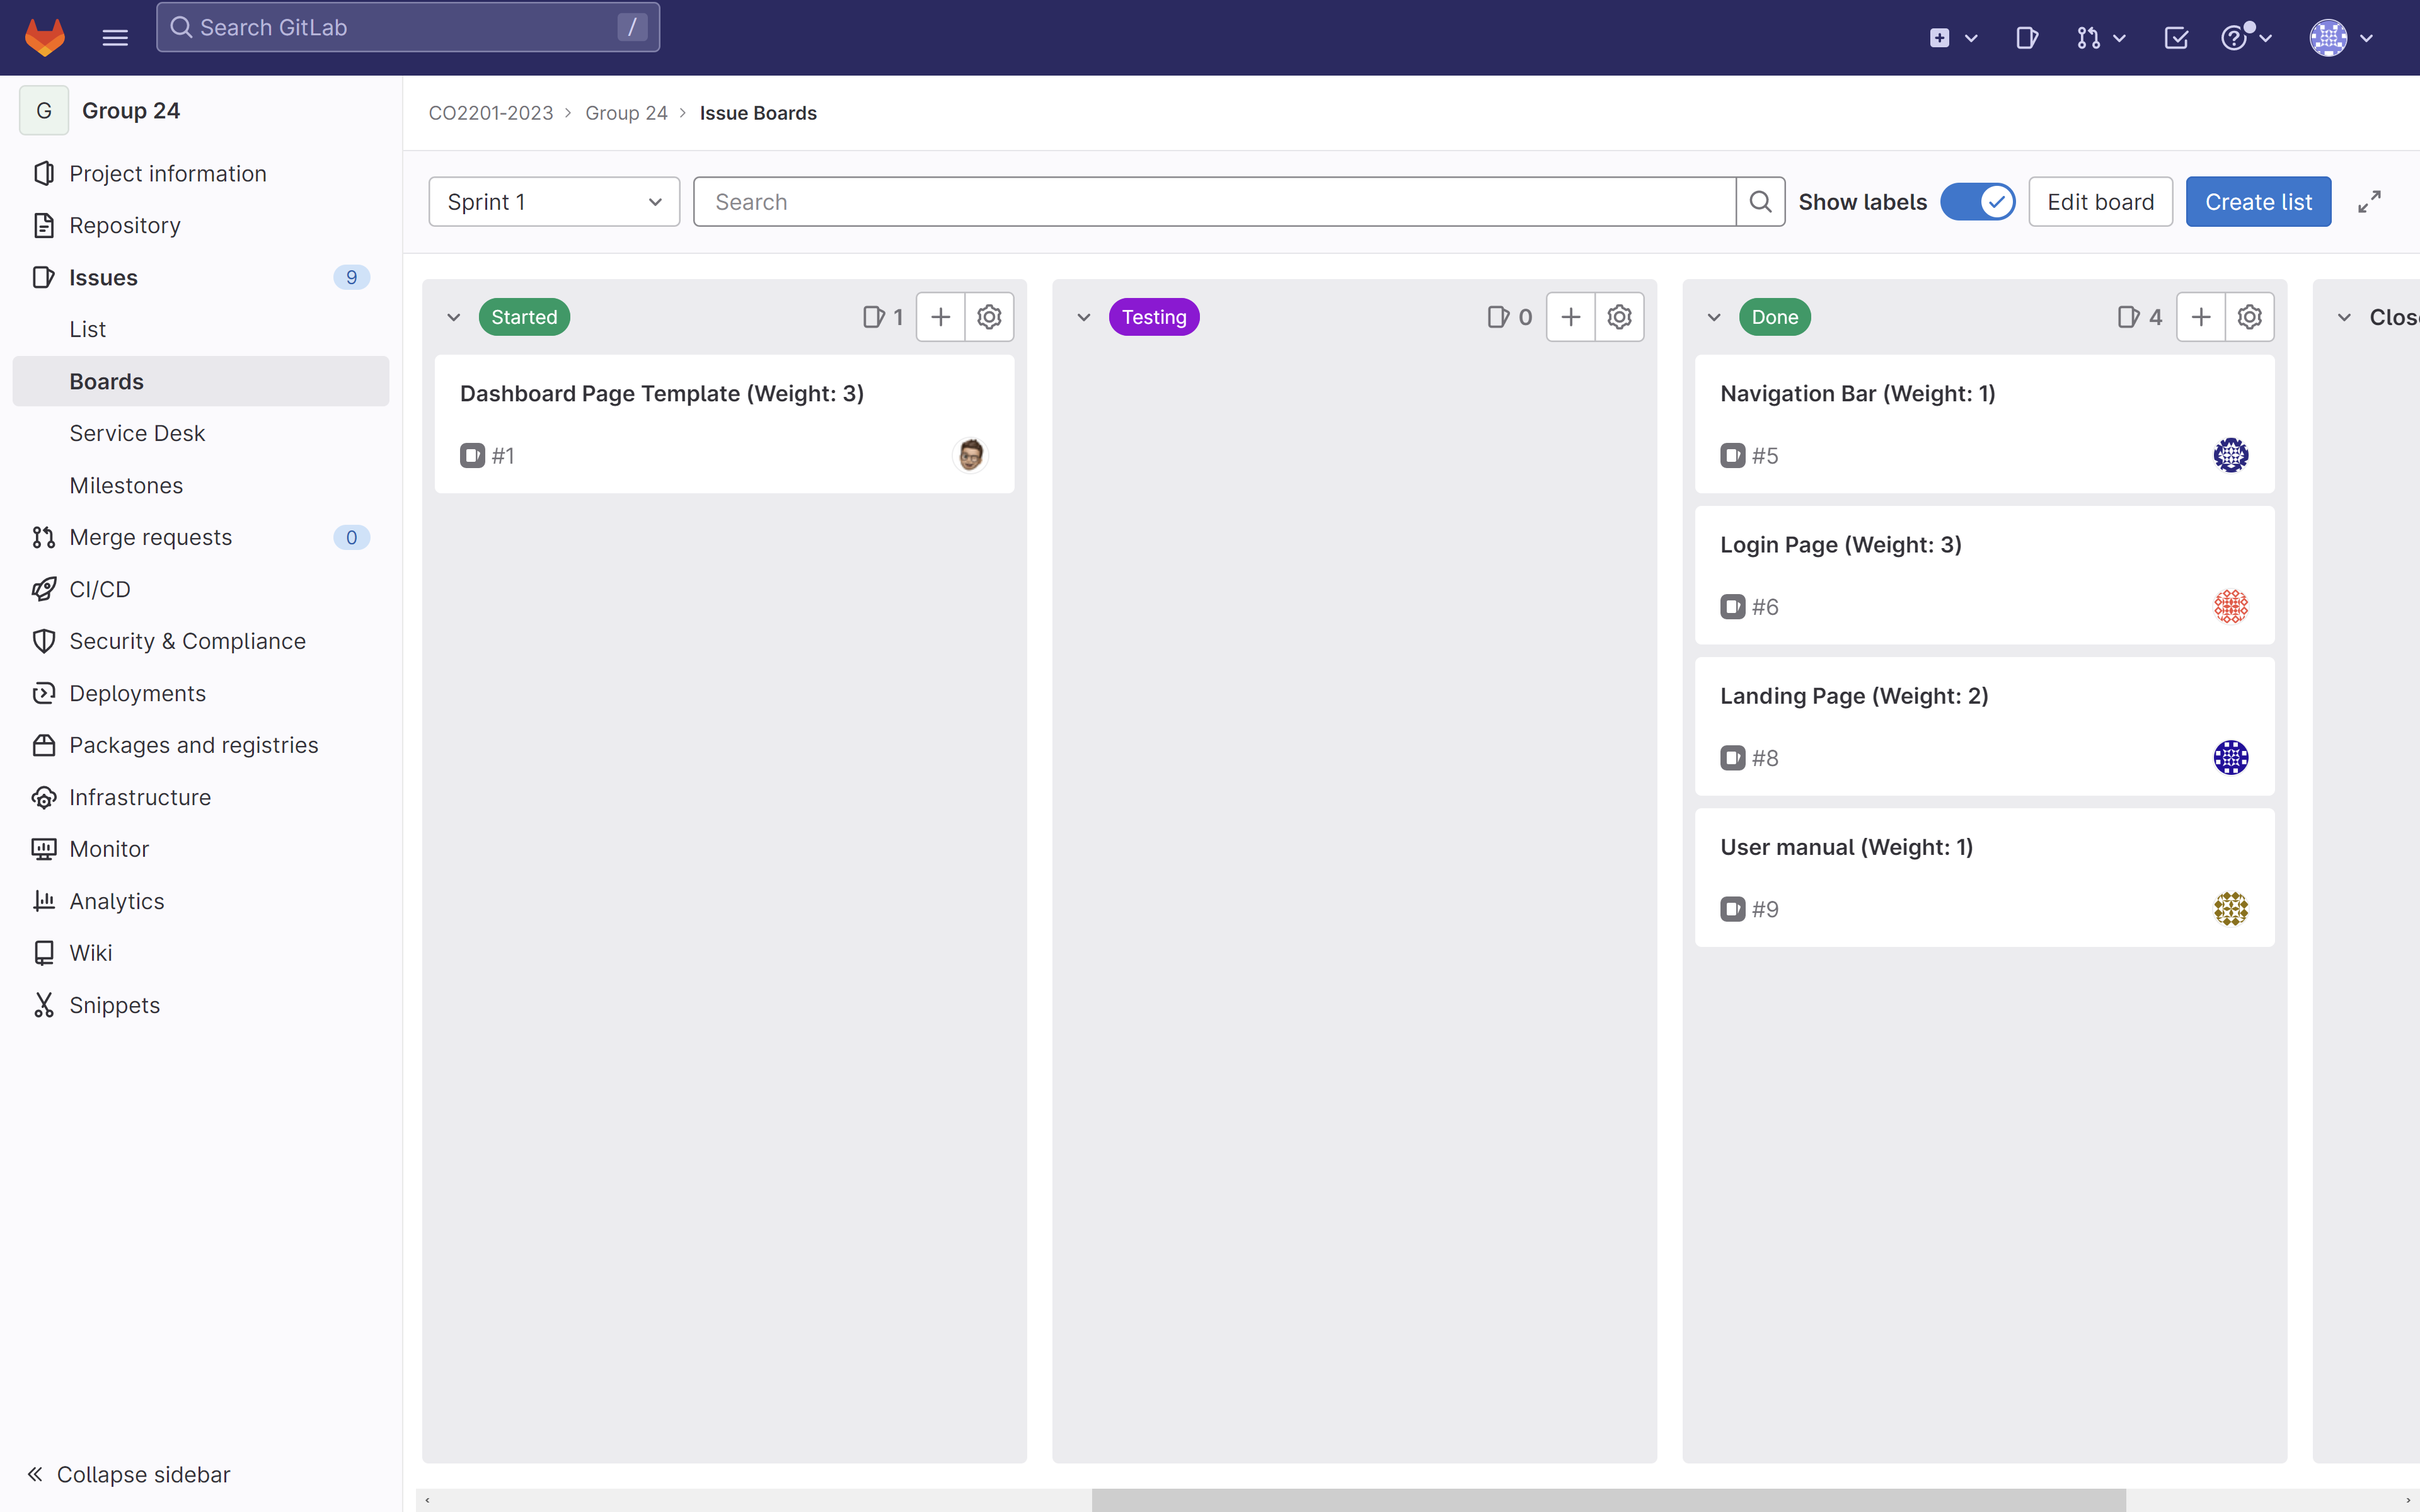 Search GitLab
/
G
Group 24
Project information
Repository
Issues 9
List
Boards
Service Desk
Milestones
Merge requests 0
CI/CD
Security & Compliance
Deployments
Packages and registries
Infrastructure
Monitor
Analytics
Wiki
Snippets
Collapse sidebar
CO2201-2023 > Group 24 > Issue Boards
Sprint 1
Search
Show labels
Edit board
Create list
Started
1
Dashboard Page Template (Weight: 3)
#1
Testing
0
Done
4
Navigation Bar (Weight: 1)
#5
Login Page (Weight: 3)
#6
Landing Page (Weight: 2)
#8
User manual (Weight: 1)
#9
Clos